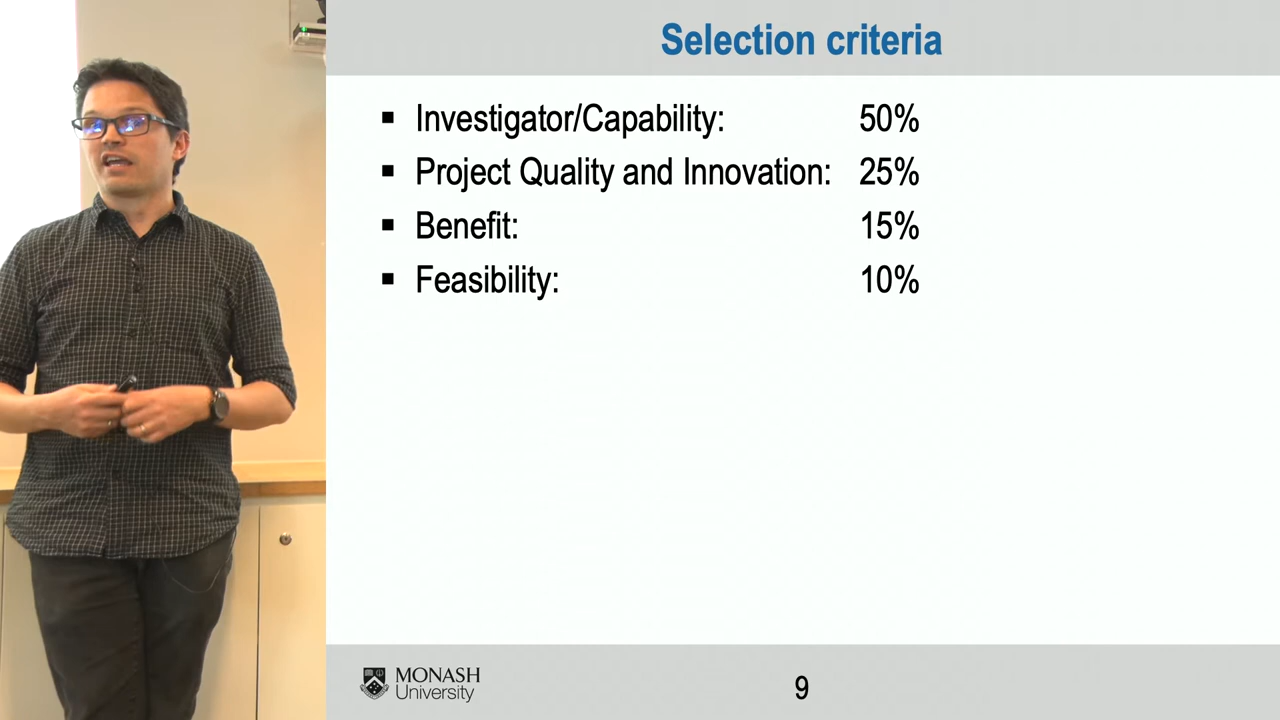 Selection criteria
▪ Investigator/Capability: 50%
▪ Project Quality and Innovation: 25%
▪ Benefit: 15%
▪ Feasibility: 10%
MONASH
University
9